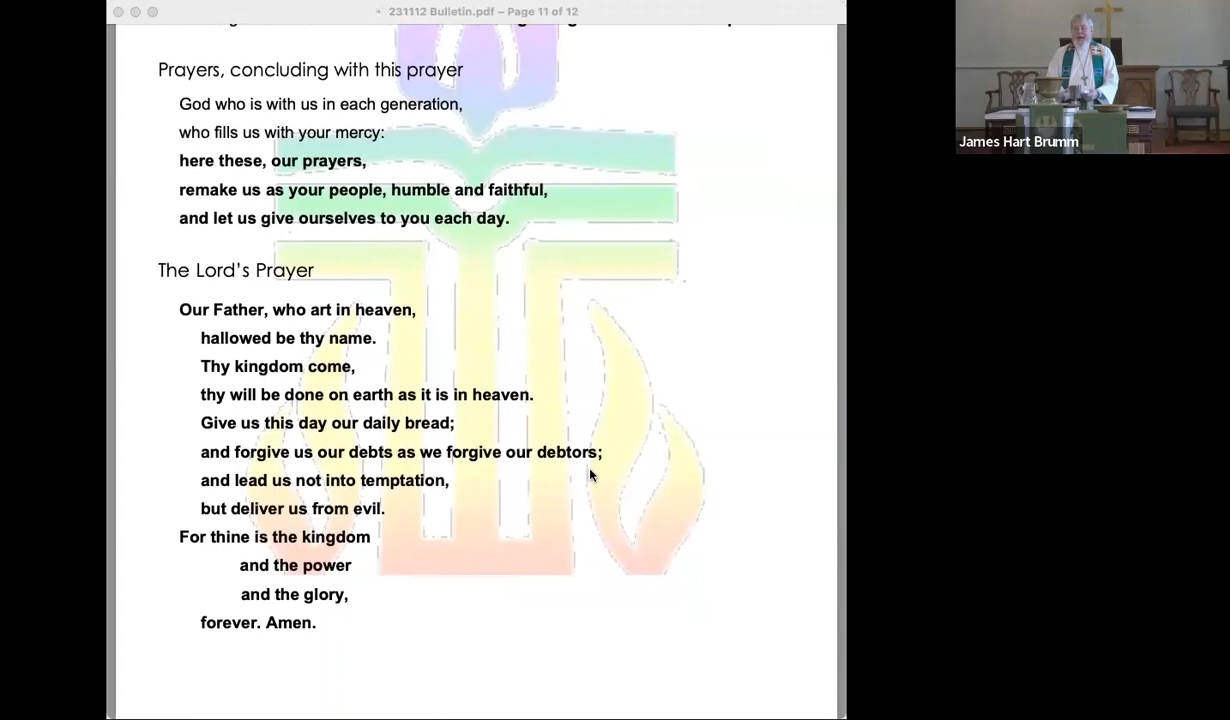 231112 Bulletin.pdf – Page 11 of 12
Prayers, concluding with this prayer
God who is with us in each generation,
who fills us with your mercy:
here these, our prayers,
remake us as your people, humble and faithful,
and let us give ourselves to you each day.
The Lord's Prayer
Our Father, who art in heaven,
hallowed be thy name.
Thy kingdom come,
thy will be done on earth as it is in heaven.
Give us this day our daily bread;
and forgive us our debts as we forgive our debtors;
and lead us not into temptation,
but deliver us from evil.
For thine is the kingdom
and the power
and the glory,
forever. Amen.
James Hart Brumm